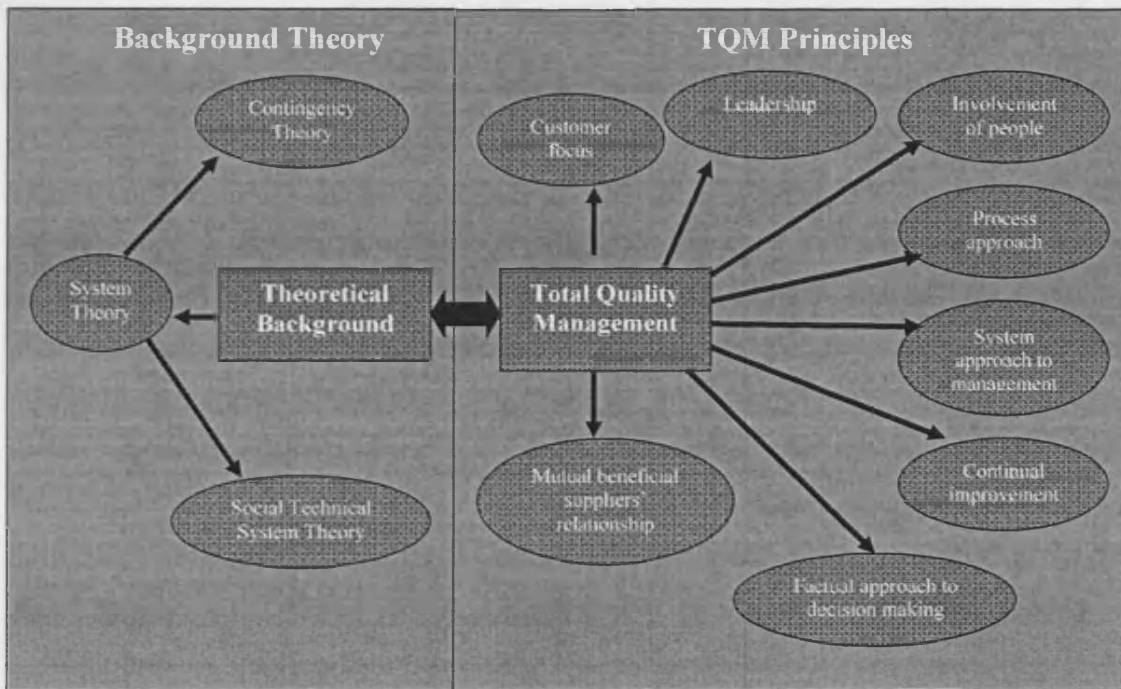 Background Theory
TQM Principles
Contingency
Theory
System
Theory
Theoretical
Background
Social Technical
System Theory
Customer
focus
Leadership
Involvement
of people
Process
approach
Total Quality
Management
System
approach to
management
Continual
improvement
Mutual beneficial
suppliers'
relationship
Factual approach to
decision making